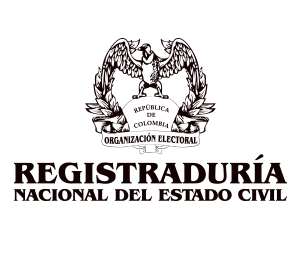 REPÚBLICA
DE
COLOMBIA
ORGANIZACIÓN ELECTORAL
REGISTRADURÍA
NACIONAL DEL ESTADO CIVIL